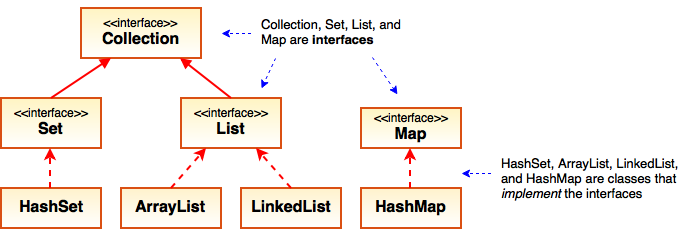 <<interface>>
Collection
Collection, Set, List, and
Map are interfaces
<<interface>>
Set
<<interface>>
List
<<interface>>
Map
HashSet, ArrayList, LinkedList,
and HashMap are classes that
implement the interfaces
HashSet
ArrayList
LinkedList
HashMap